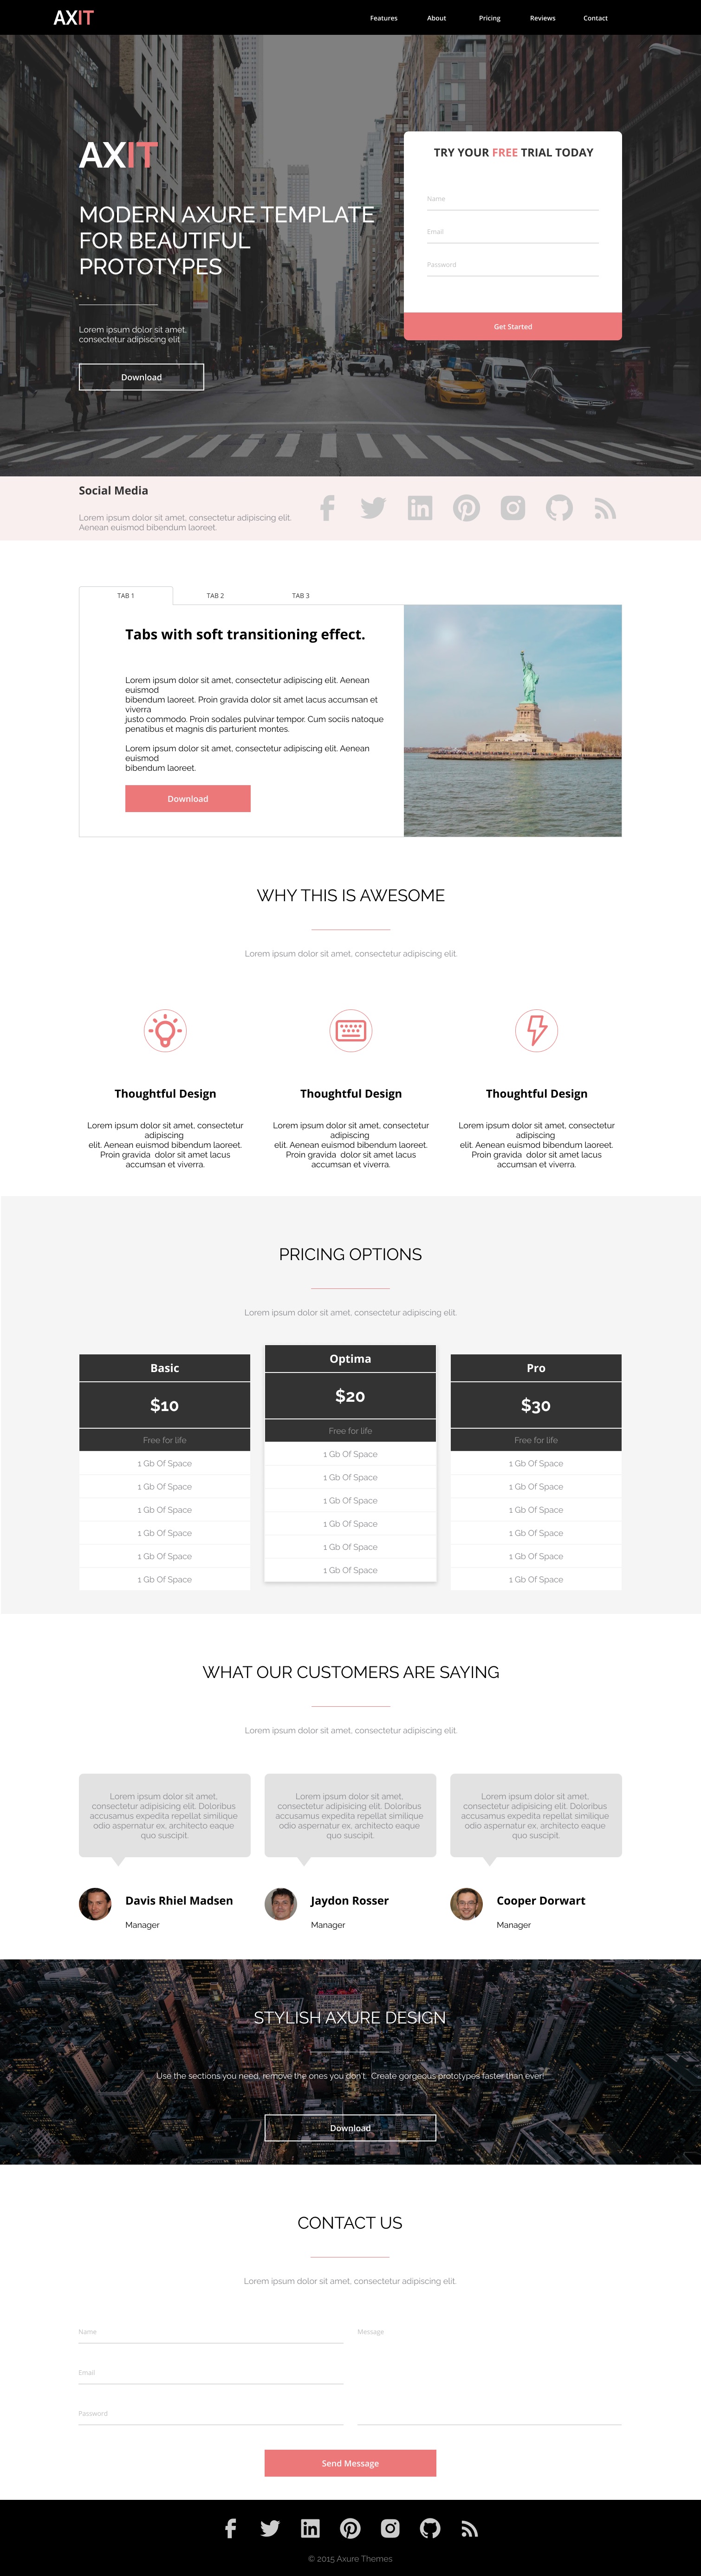 AXIT
Features About Pricing Reviews Contact
AXIT
MODERN AXURE TEMPLATE
FOR BEAUTIFUL
PROTOTYPES
Lorem ipsum dolor sit amet,
consectetur adipiscing elit
Download
TRY YOUR FREE TRIAL TODAY
Name
Email
Password
Get Started
Social Media
Lorem ipsum dolor sit amet, consectetur adipiscing elit.
Aenean euismod bibendum laoreet.
TAB 1 TAB 2 TAB 3
Tabs with soft transitioning effect.
Lorem ipsum dolor sit amet, consectetur adipiscing elit. Aenean
euismod
bibendum laoreet. Proin gravida dolor sit amet lacus accumsan et
viverra
justo commodo. Proin sodales pulvinar tempor. Cum sociis natoque
penatibus et magnis dis parturient montes.
Lorem ipsum dolor sit amet, consectetur adipiscing elit. Aenean
euismod
bibendum laoreet.
Download
WHY THIS IS AWESOME
Lorem ipsum dolor sit amet, consectetur adipiscing elit.
Thoughtful Design
Lorem ipsum dolor sit amet, consectetur
adipiscing
elit. Aenean euismod bibendum laoreet.
Proin gravida dolor sit amet lacus
accumsan et viverra.
Thoughtful Design
Lorem ipsum dolor sit amet, consectetur
adipiscing
elit. Aenean euismod bibendum laoreet.
Proin gravida dolor sit amet lacus
accumsan et viverra.
Thoughtful Design
Lorem ipsum dolor sit amet, consectetur
adipiscing
elit. Aenean euismod bibendum laoreet.
Proin gravida dolor sit amet lacus
accumsan et viverra.
PRICING OPTIONS
Lorem ipsum dolor sit amet, consectetur adipiscing elit.
Basic
$10
Free for life
1 Gb Of Space
1 Gb Of Space
1 Gb Of Space
1 Gb Of Space
1 Gb Of Space
1 Gb Of Space
Optima
$20
Free for life
1 Gb Of Space
1 Gb Of Space
1 Gb Of Space
1 Gb Of Space
1 Gb Of Space
1 Gb Of Space
Pro
$30
Free for life
1 Gb Of Space
1 Gb Of Space
1 Gb Of Space
1 Gb Of Space
1 Gb Of Space
1 Gb Of Space
WHAT OUR CUSTOMERS ARE SAYING
Lorem ipsum dolor sit amet, consectetur adipiscing elit.
Lorem ipsum dolor sit amet,
consectetur adipisicing elit. Doloribus
accusamus expedita repellat similique
odio aspernatur ex, architecto eaque
quo suscipit.
Davis Rhiel Madsen
Manager
Lorem ipsum dolor sit amet,
consectetur adipisicing elit. Doloribus
accusamus expedita repellat similique
odio aspernatur ex, architecto eaque
quo suscipit.
Jaydon Rosser
Manager
Lorem ipsum dolor sit amet,
consectetur adipisicing elit. Doloribus
accusamus expedita repellat similique
odio aspernatur ex, architecto eaque
quo suscipit.
Cooper Dorwart
Manager
STYLISH AXURE DESIGN
Use the sections you need, remove the ones you don't. Create gorgeous prototypes faster than ever!
Download
CONTACT US
Lorem ipsum dolor sit amet, consectetur adipiscing elit.
Name
Email
Password
Message
Send Message
© 2015 Axure Themes